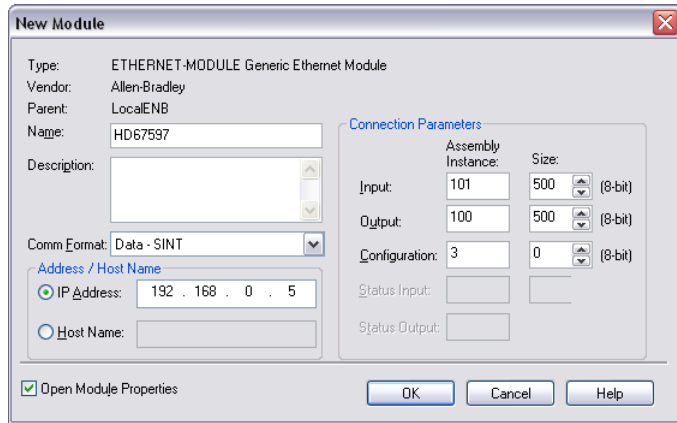 New Module
Type: ETHERNET-MODULE Generic Ethernet Module
Vendor: Allen-Bradley
Parent: LocalENB
Name: HD67597
Description:
Comm Format: Data - SINT
Address / Host Name
IP Address: 192 . 168 . 0 . 5
Host Name:
Connection Parameters
Assembly Instance: Size:
Input: 101 500 (8-bit)
Output: 100 500 (8-bit)
Configuration: 3 0 (8-bit)
Status Input:
Status Output:
Open Module Properties OK Cancel Help